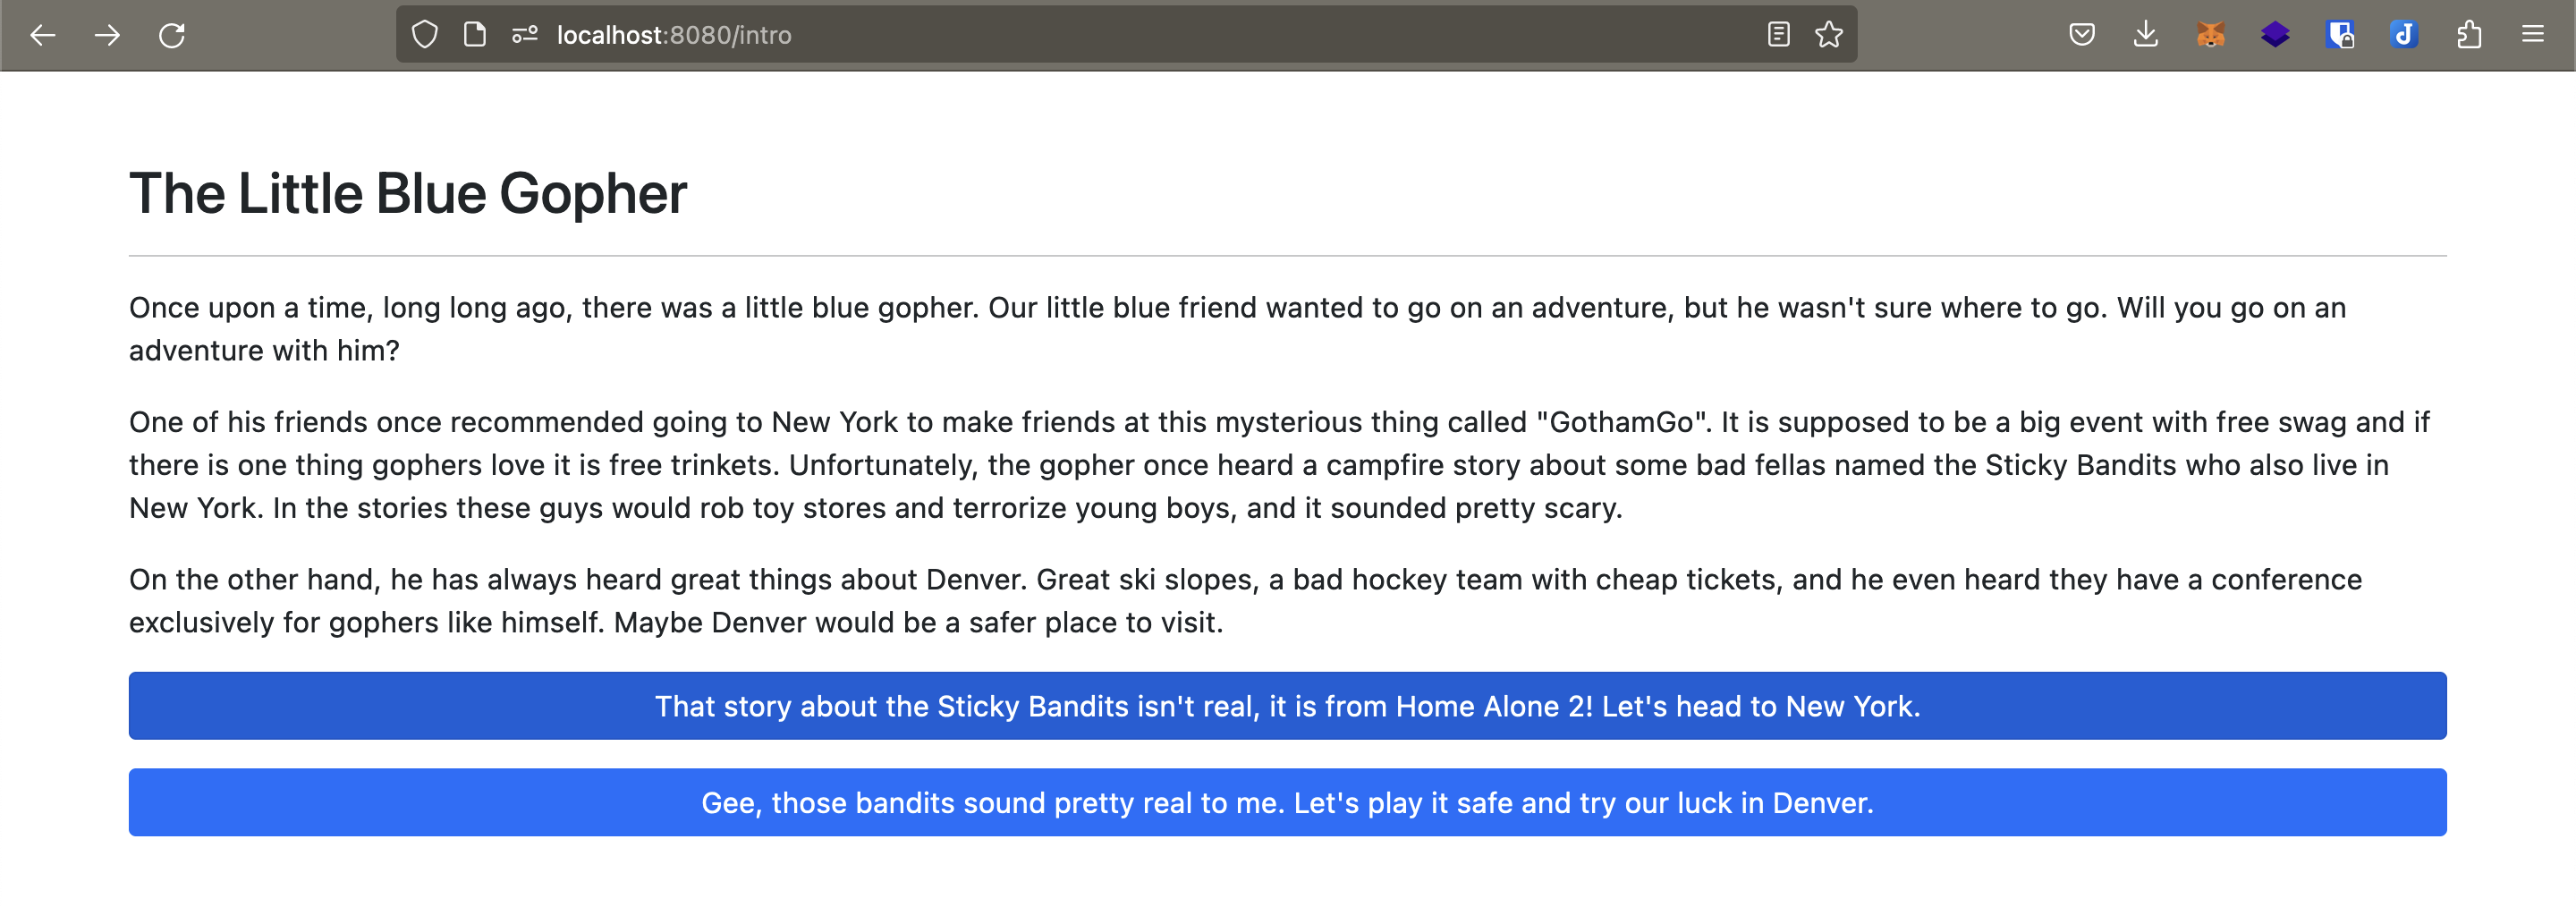 localhost:8080/intro
The Little Blue Gopher
Once upon a time, long long ago, there was a little blue gopher. Our little blue friend wanted to go on an adventure, but he wasn't sure where to go. Will you go on an
adventure with him?
One of his friends once recommended going to New York to make friends at this mysterious thing called "GothamGo". It is supposed to be a big event with free swag and if
there is one thing gophers love it is free trinkets. Unfortunately, the gopher once heard a campfire story about some bad fellas named the Sticky Bandits who also live in
New York. In the stories these guys would rob toy stores and terrorize young boys, and it sounded pretty scary.
On the other hand, he has always heard great things about Denver. Great ski slopes, a bad hockey team with cheap tickets, and he even heard they have a conference
exclusively for gophers like himself. Maybe Denver would be a safer place to visit.
That story about the Sticky Bandits isn't real, it is from Home Alone 2! Let's head to New York.
Gee, those bandits sound pretty real to me. Let's play it safe and try our luck in Denver.